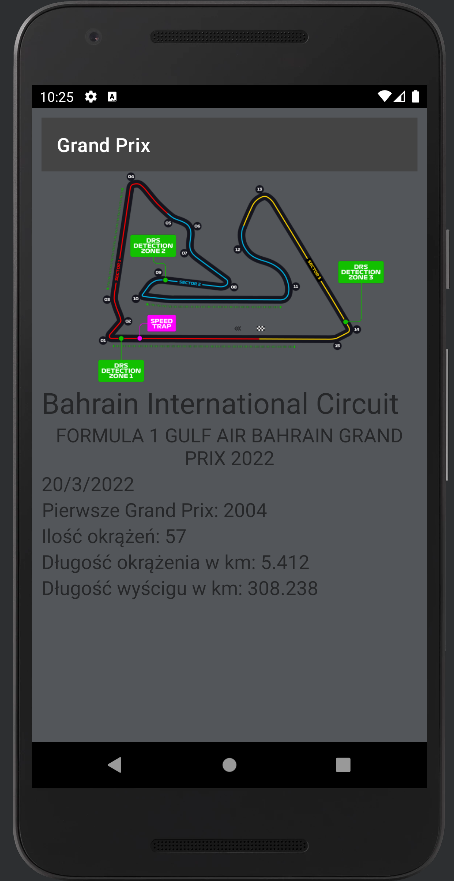 10:25
Grand Prix
04
13
05
06
DRS
DETECTION
ZONE 2
12
07
DRS
DETECTION
ZONE 3
SECTOR 1
SECTOR 3
09
SECTOR 2
08
11
10
03
02
SPEED
TRAP
14
01
15
DRS
DETECTION
ZONE 1
Bahrain International Circuit
FORMULA 1 GULF AIR BAHRAIN GRAND
PRIX 2022
20/3/2022
Pierwsze Grand Prix: 2004
Ilość okrążeń: 57
Długość okrążenia w km: 5.412
Długość wyścigu w km: 308.238